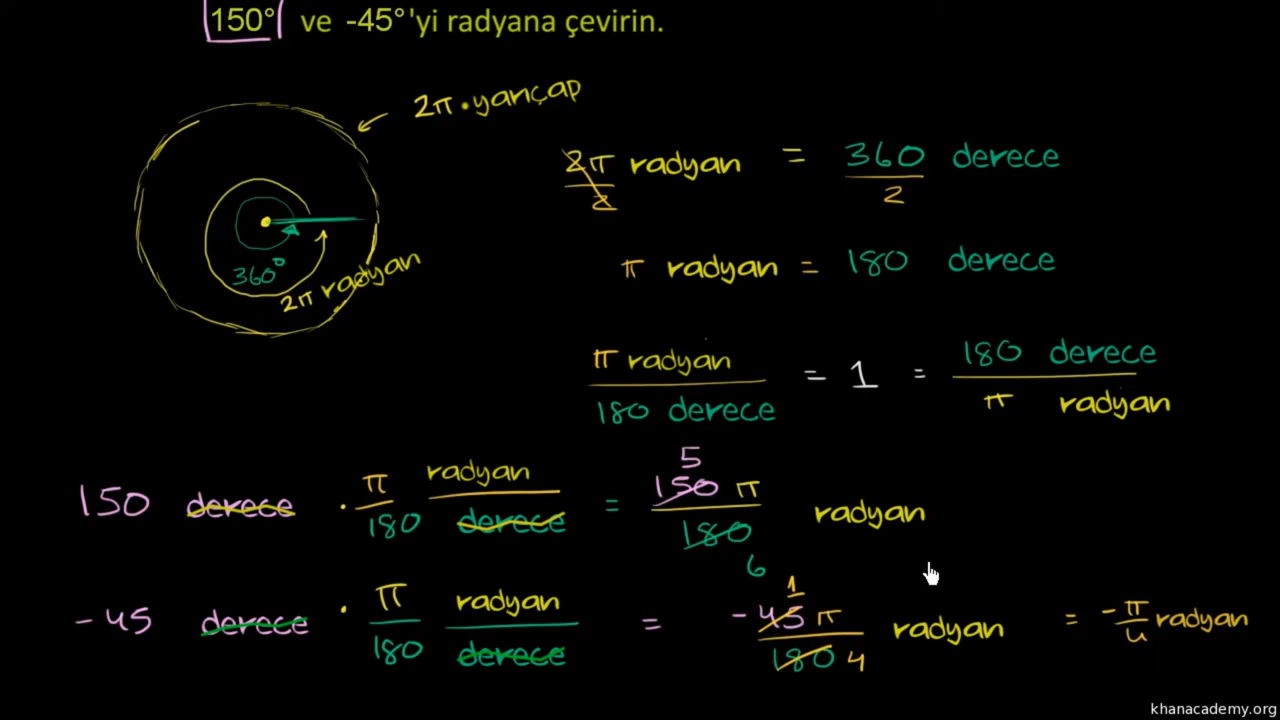 150° ve -45°'yi radyana çevirin.
2π · yarıçap
360°
2π radyan
2π/2 radyan = 360/2 derece
π radyan = 180 derece
π radyan / 180 derece = 1 = 180 derece / π radyan
150 derece · π/180 radyan/derece = 150π/180 radyan
5
6
-45 derece · π/180 radyan/derece = -45π/180 radyan = -π/4 radyan
1
4
khanacademy.org